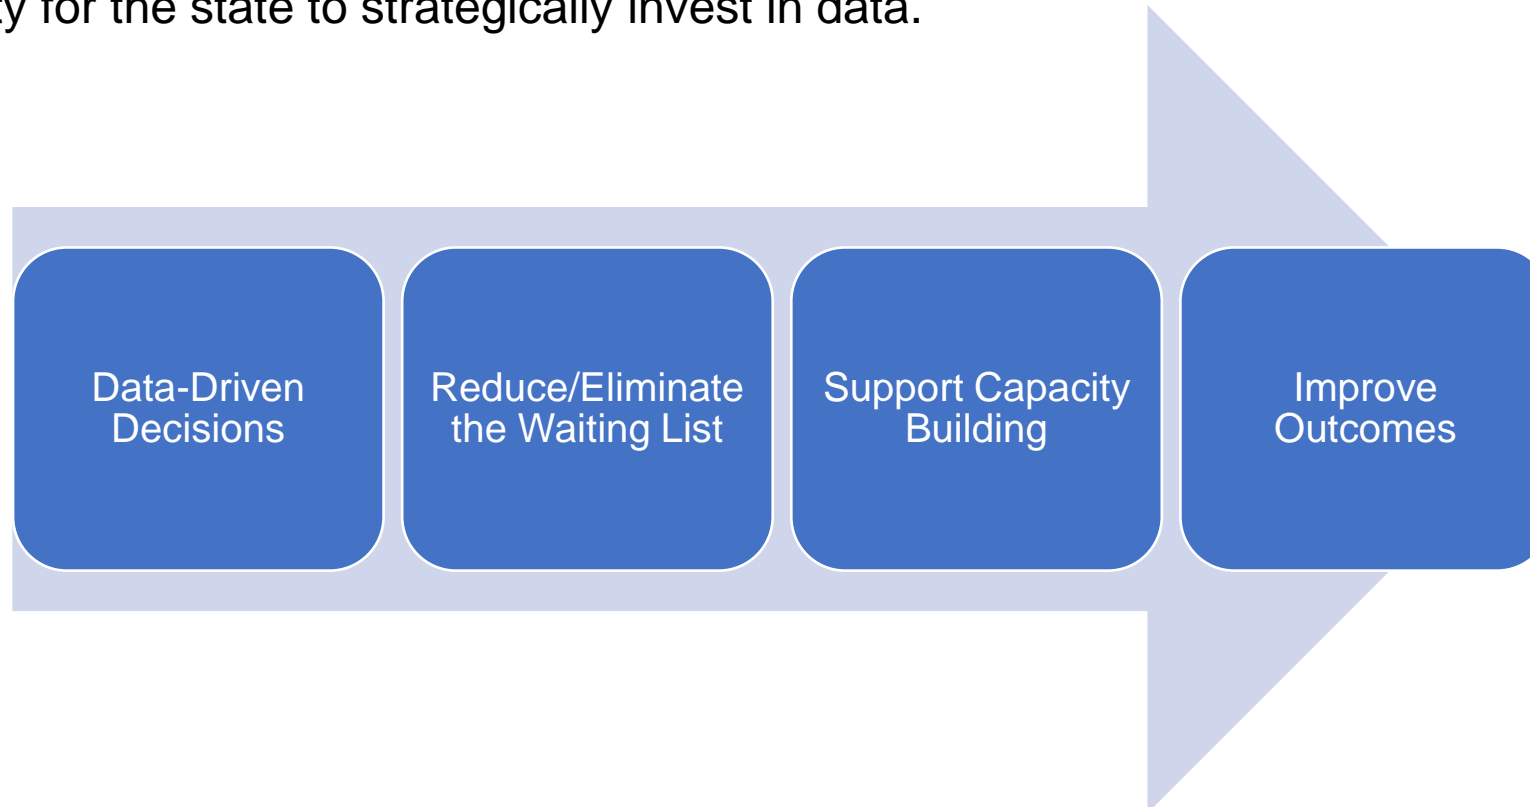 ty for the state to strategically invest in data.
Data-Driven
Decisions
Reduce/Eliminate
the Waiting List
Support Capacity
Building
Improve
Outcomes